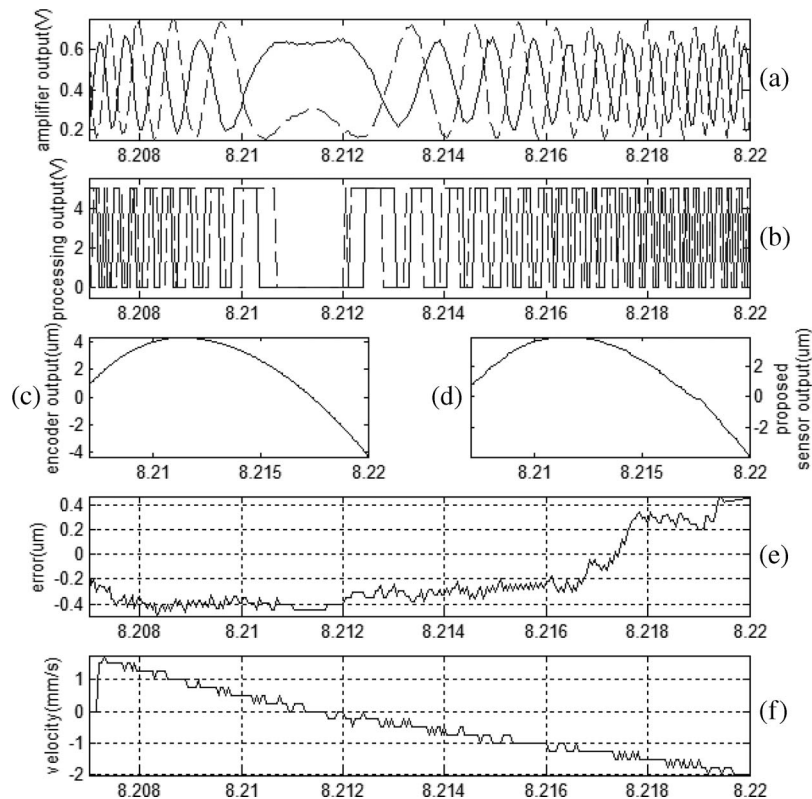 amplifier output(V)
0.6
0.4
0.2
8.208 8.21 8.212 8.214 8.216 8.218 8.22
(a)
processing output(V)
4
2
0
8.208 8.21 8.212 8.214 8.216 8.218 8.22
(b)
(c)
encoder output(um)
4
2
0
-2
-4
8.21 8.215 8.22
(d)
2
0
-2
proposed
sensor output(um)
8.21 8.215 8.22
error(um)
0.4
0.2
0
-0.2
-0.4
8.208 8.21 8.212 8.214 8.216 8.218 8.22
(e)
velocity(mm/s)
1
0
-1
-2
8.208 8.21 8.212 8.214 8.216 8.218 8.22
(f)